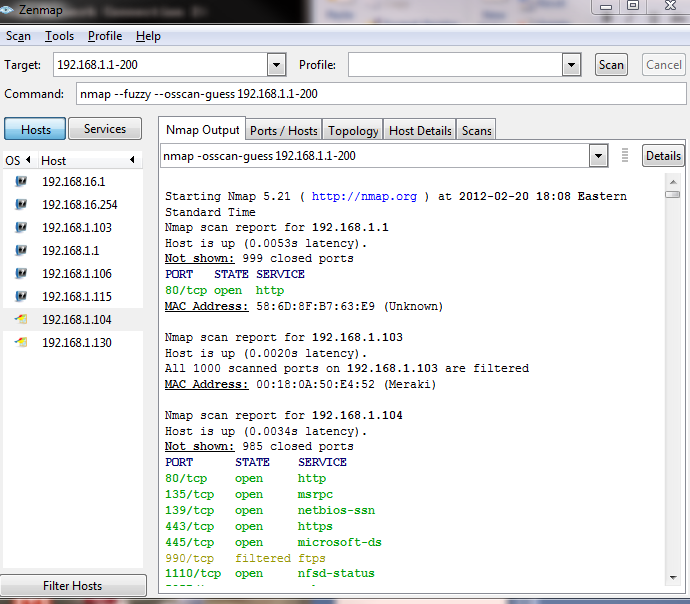 Zenmap
Scan Tools Profile Help
Target: 192.168.1.1-200 Profile: Scan Cancel
Command: nmap --fuzzy --osscan-guess 192.168.1.1-200
Hosts Services
OS Host
192.168.16.1
192.168.16.254
192.168.1.103
192.168.1.1
192.168.1.106
192.168.1.115
192.168.1.104
192.168.1.130
Filter Hosts
Nmap Output Ports / Hosts Topology Host Details Scans
nmap -osscan-guess 192.168.1.1-200 Details
Starting Nmap 5.21 ( http://nmap.org ) at 2012-02-20 18:08 Eastern
Standard Time
Nmap scan report for 192.168.1.1
Host is up (0.0053s latency).
Not shown: 999 closed ports
PORT STATE SERVICE
80/tcp open http
MAC Address: 58:6D:8F:B7:63:E9 (Unknown)
Nmap scan report for 192.168.1.103
Host is up (0.0020s latency).
All 1000 scanned ports on 192.168.1.103 are filtered
MAC Address: 00:18:0A:50:E4:52 (Meraki)
Nmap scan report for 192.168.1.104
Host is up (0.0034s latency).
Not shown: 985 closed ports
PORT STATE SERVICE
80/tcp open http
135/tcp open msrpc
139/tcp open netbios-ssn
443/tcp open https
445/tcp open microsoft-ds
990/tcp filtered ftps
1110/tcp open nfsd-status